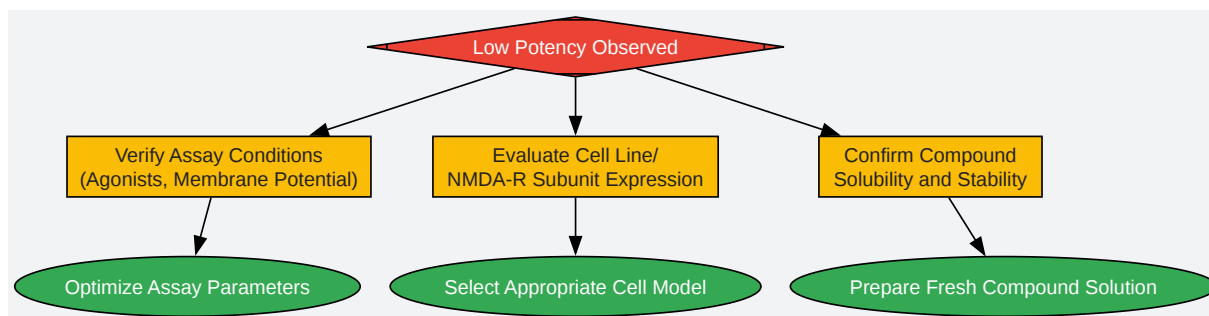 Low Potency Observed
Verify Assay Conditions
(Agonists, Membrane Potential)
Evaluate Cell Line/
NMDA-R Subunit Expression
Confirm Compound
Solubility and Stability
Optimize Assay Parameters
Select Appropriate Cell Model
Prepare Fresh Compound Solution